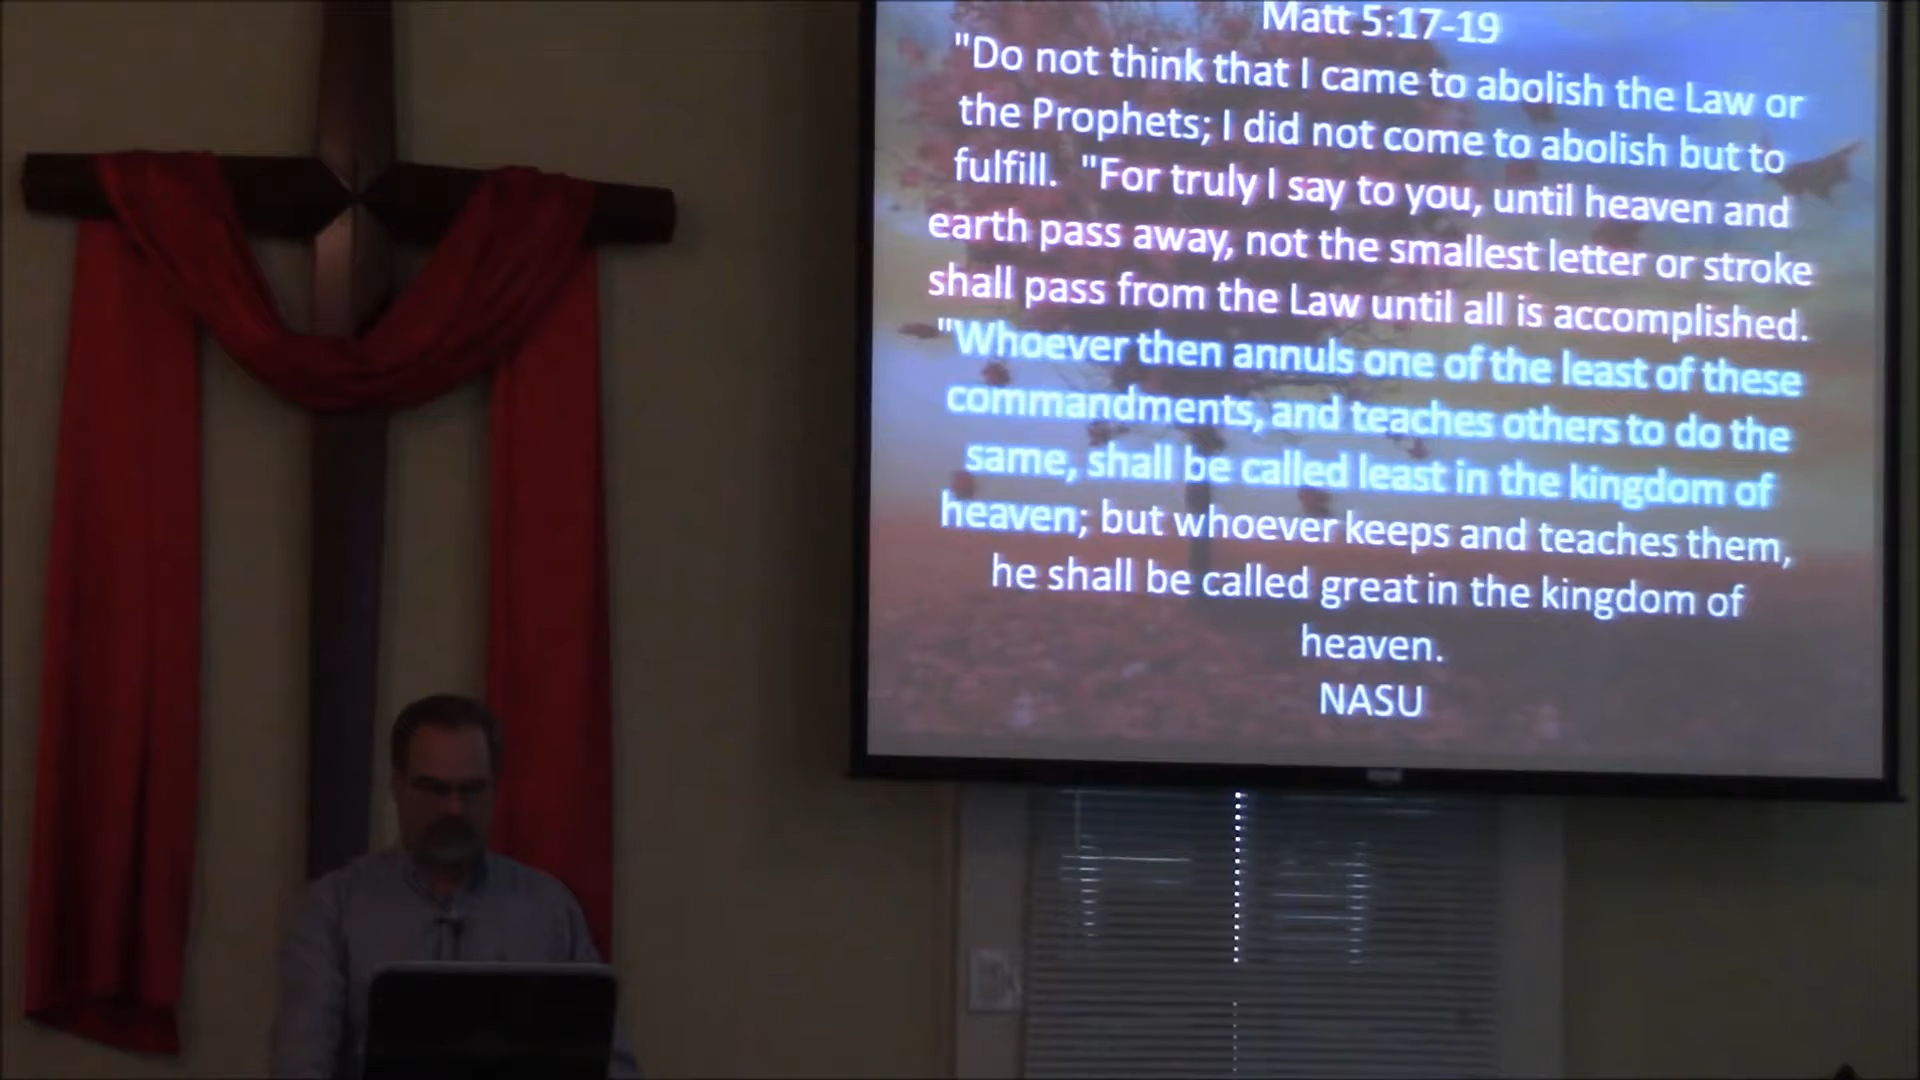 Matt 5:17-19
"Do not think that I came to abolish the Law or
the Prophets; I did not come to abolish but to
fulfill. "For truly I say to you, until heaven and
earth pass away, not the smallest letter or stroke
shall pass from the Law until all is accomplished.
"Whoever then annuls one of the least of these
commandments, and teaches others to do the
same, shall be called least in the kingdom of
heaven; but whoever keeps and teaches them,
he shall be called great in the kingdom of
heaven.
NASU